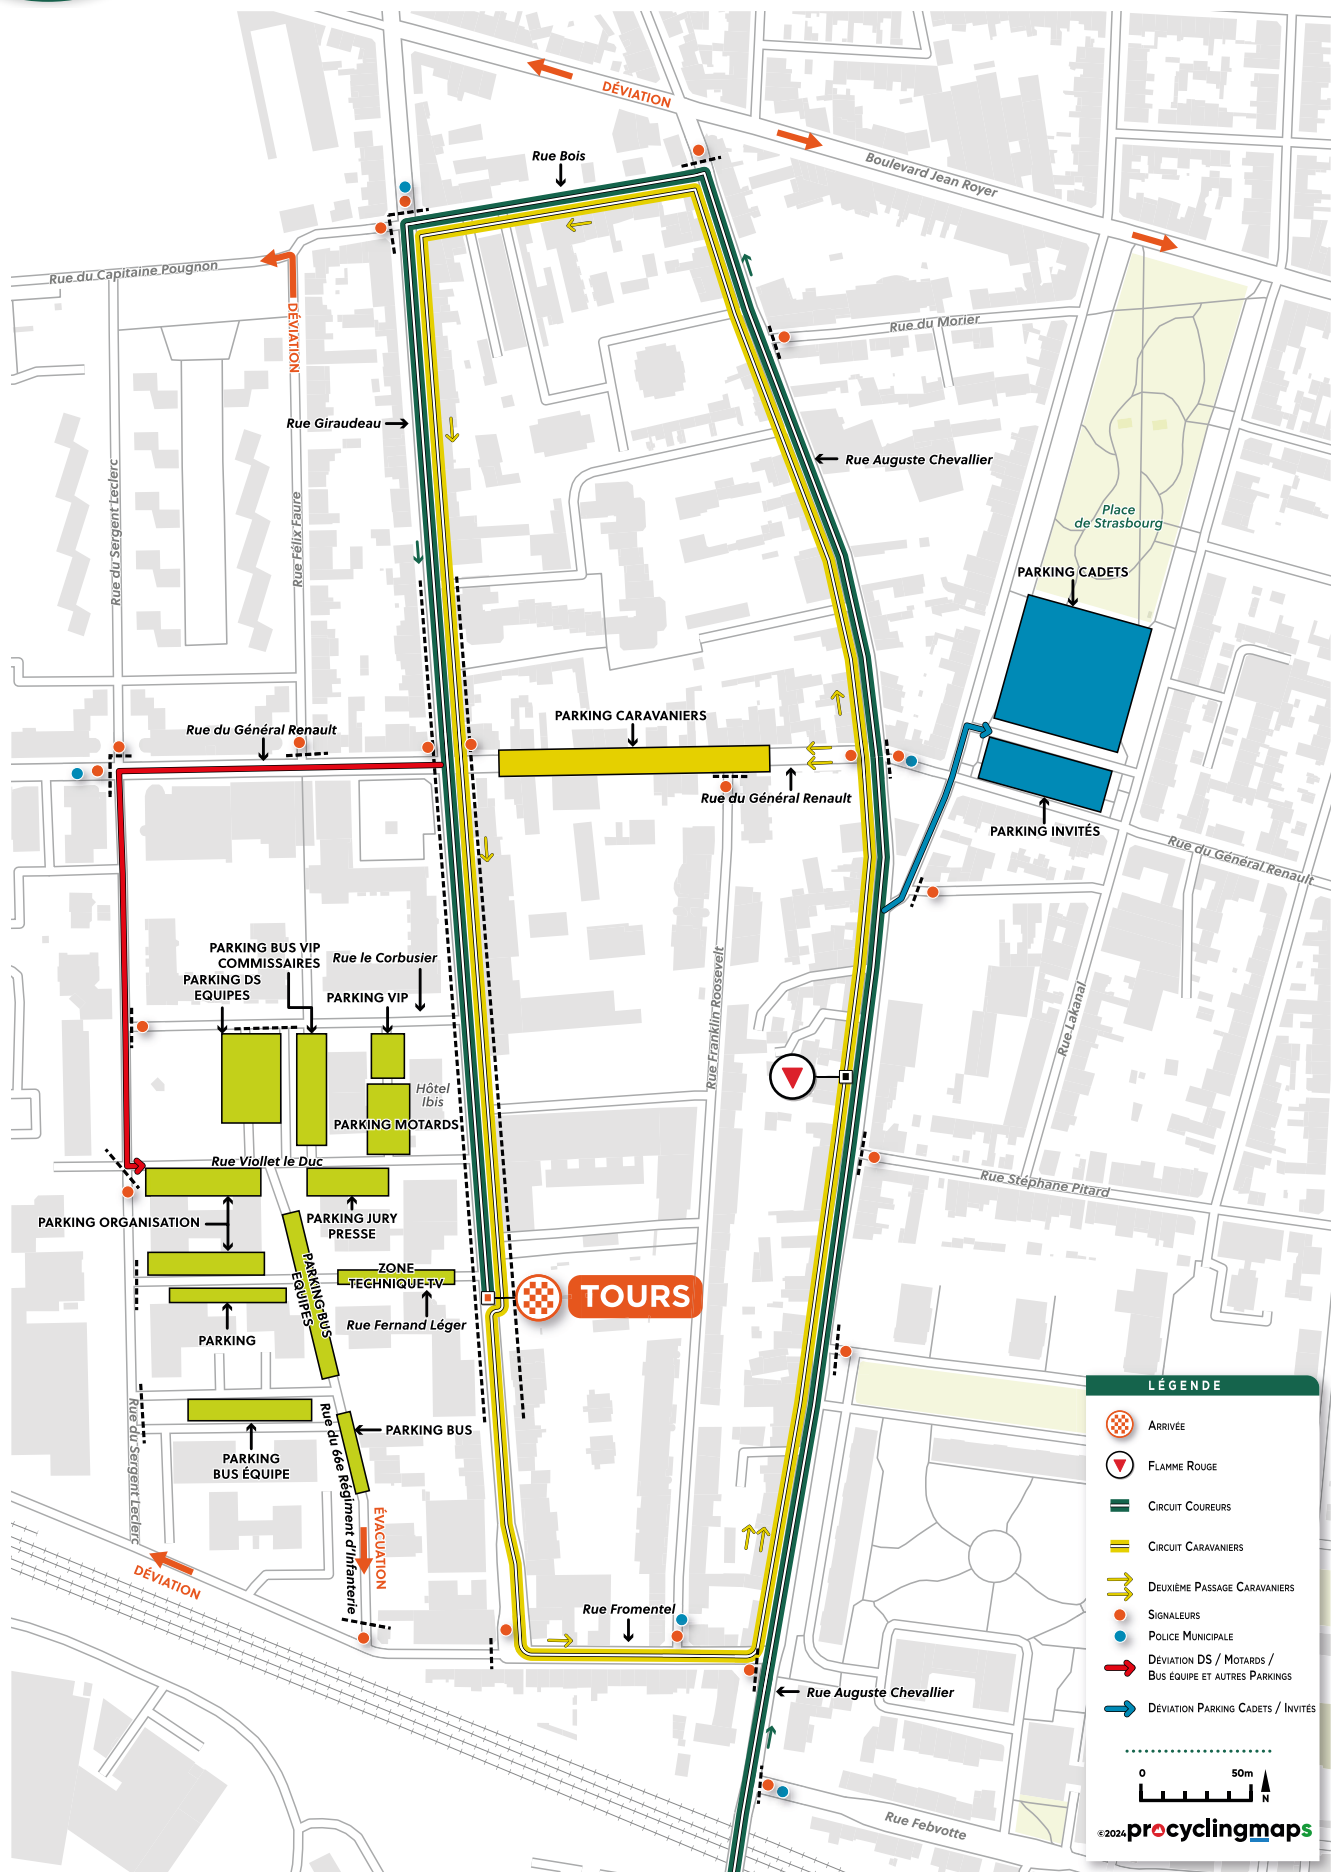 DÉVIATION
Boulevard Jean Royer
Rue Bois
Rue du Capitaine Pougnon
DÉVIATION
Rue du Morier
Rue Giraudeau
Rue Auguste Chevallier
Rue du Sergent Leclerc
Rue Félix Faure
Place
de Strasbourg
PARKING CADETS
PARKING CARAVANIERS
Rue du Général Renault
Rue du Général Renault
PARKING INVITÉS
Rue du Général Renault
PARKING BUS VIP
COMMISSAIRES
Rue le Corbusier
PARKING DS
EQUIPES
PARKING VIP
Rue Franklin Roosevelt
Rue Lakanal
Hôtel
Ibis
PARKING MOTARDS
Rue Viollet le Duc
Rue Stéphane Pitard
PARKING ORGANISATION
PARKING JURY
PRESSE
PARKING BUS
EQUIPES
ZONE
TECHNIQUE TV
TOURS
Rue Fernand Léger
PARKING
PARKING BUS
Rue du Sergent Leclerc
Rue du 66e Régiment d'Infanterie
PARKING
BUS ÉQUIPE
ÉVACUATION
DÉVIATION
Rue Fromentel
Rue Auguste Chevallier
Rue Febvotte
LÉGENDE
ARRIVÉE
FLAMME ROUGE
CIRCUIT COUREURS
CIRCUIT CARAVANIERS
DEUXIÈME PASSAGE CARAVANIERS
SIGNALEURS
POLICE MUNICIPALE
DÉVIATION DS / MOTARDS /
BUS ÉQUIPE ET AUTRES PARKINGS
DÉVIATION PARKING CADETS / INVITÉS
0 50m
N
©2024 procyclingmaps